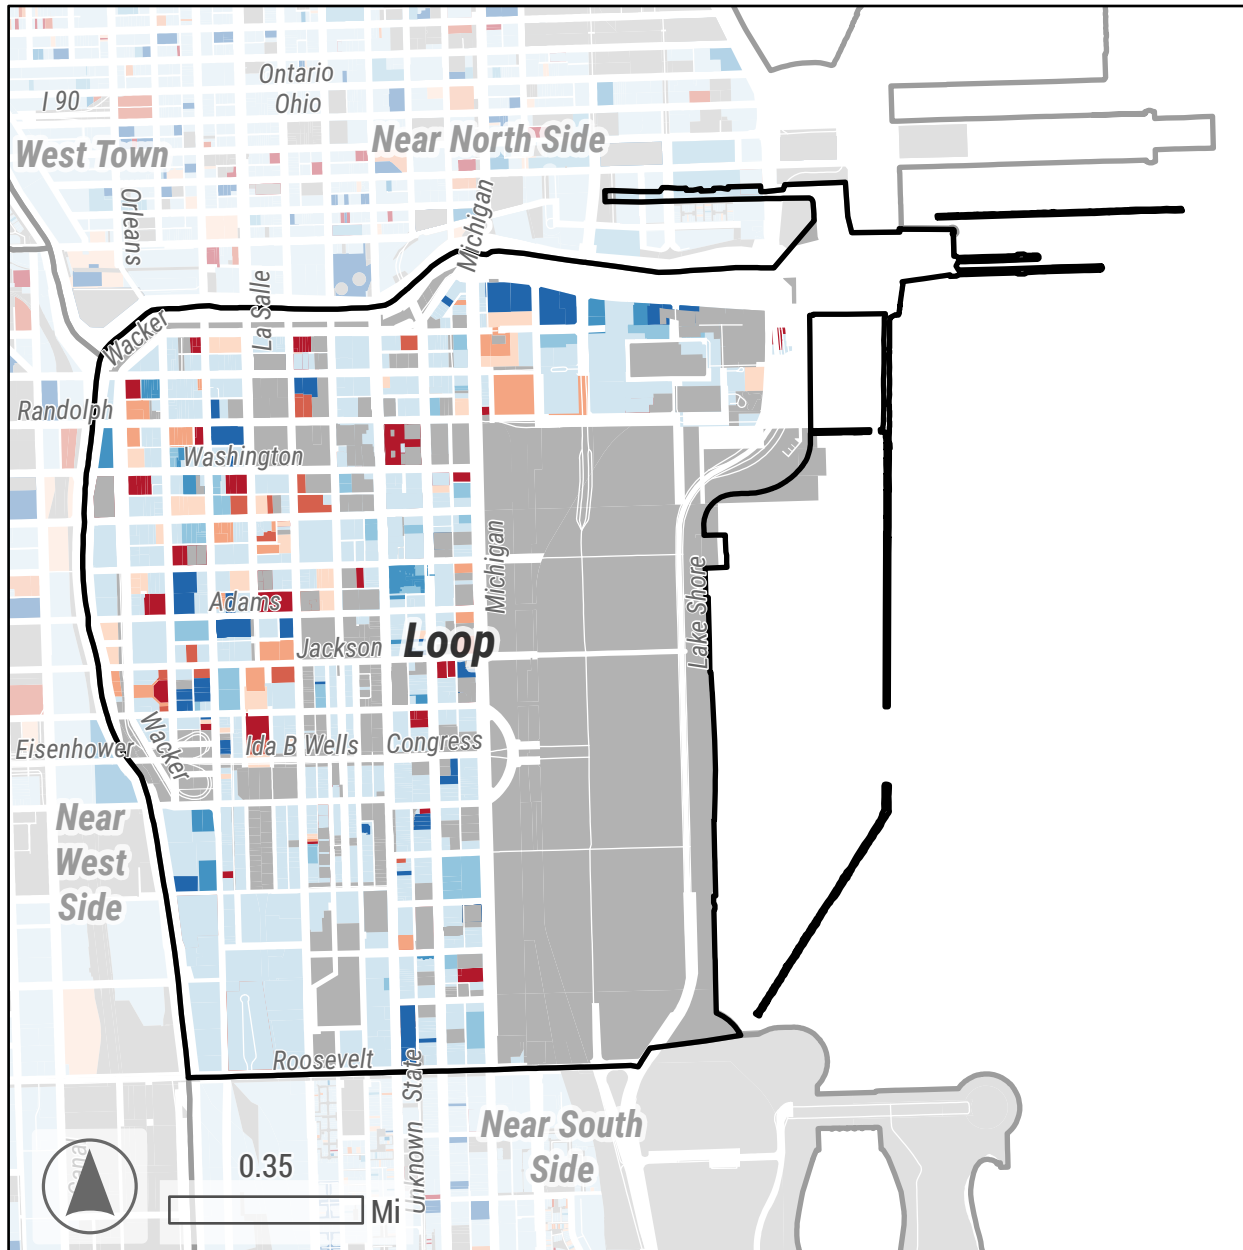 Ontario
Ohio
I 90
Near North Side
West Town
Orleans
Michigan
La Salle
Wacker
Randolph
Washington
Michigan
Lake Shore
Adams
Jackson
Loop
Wacker
Eisenhower
Ida B Wells
Congress
Near
West
Side
Roosevelt
State
Unknown
Near South
Side
0.35
Mi